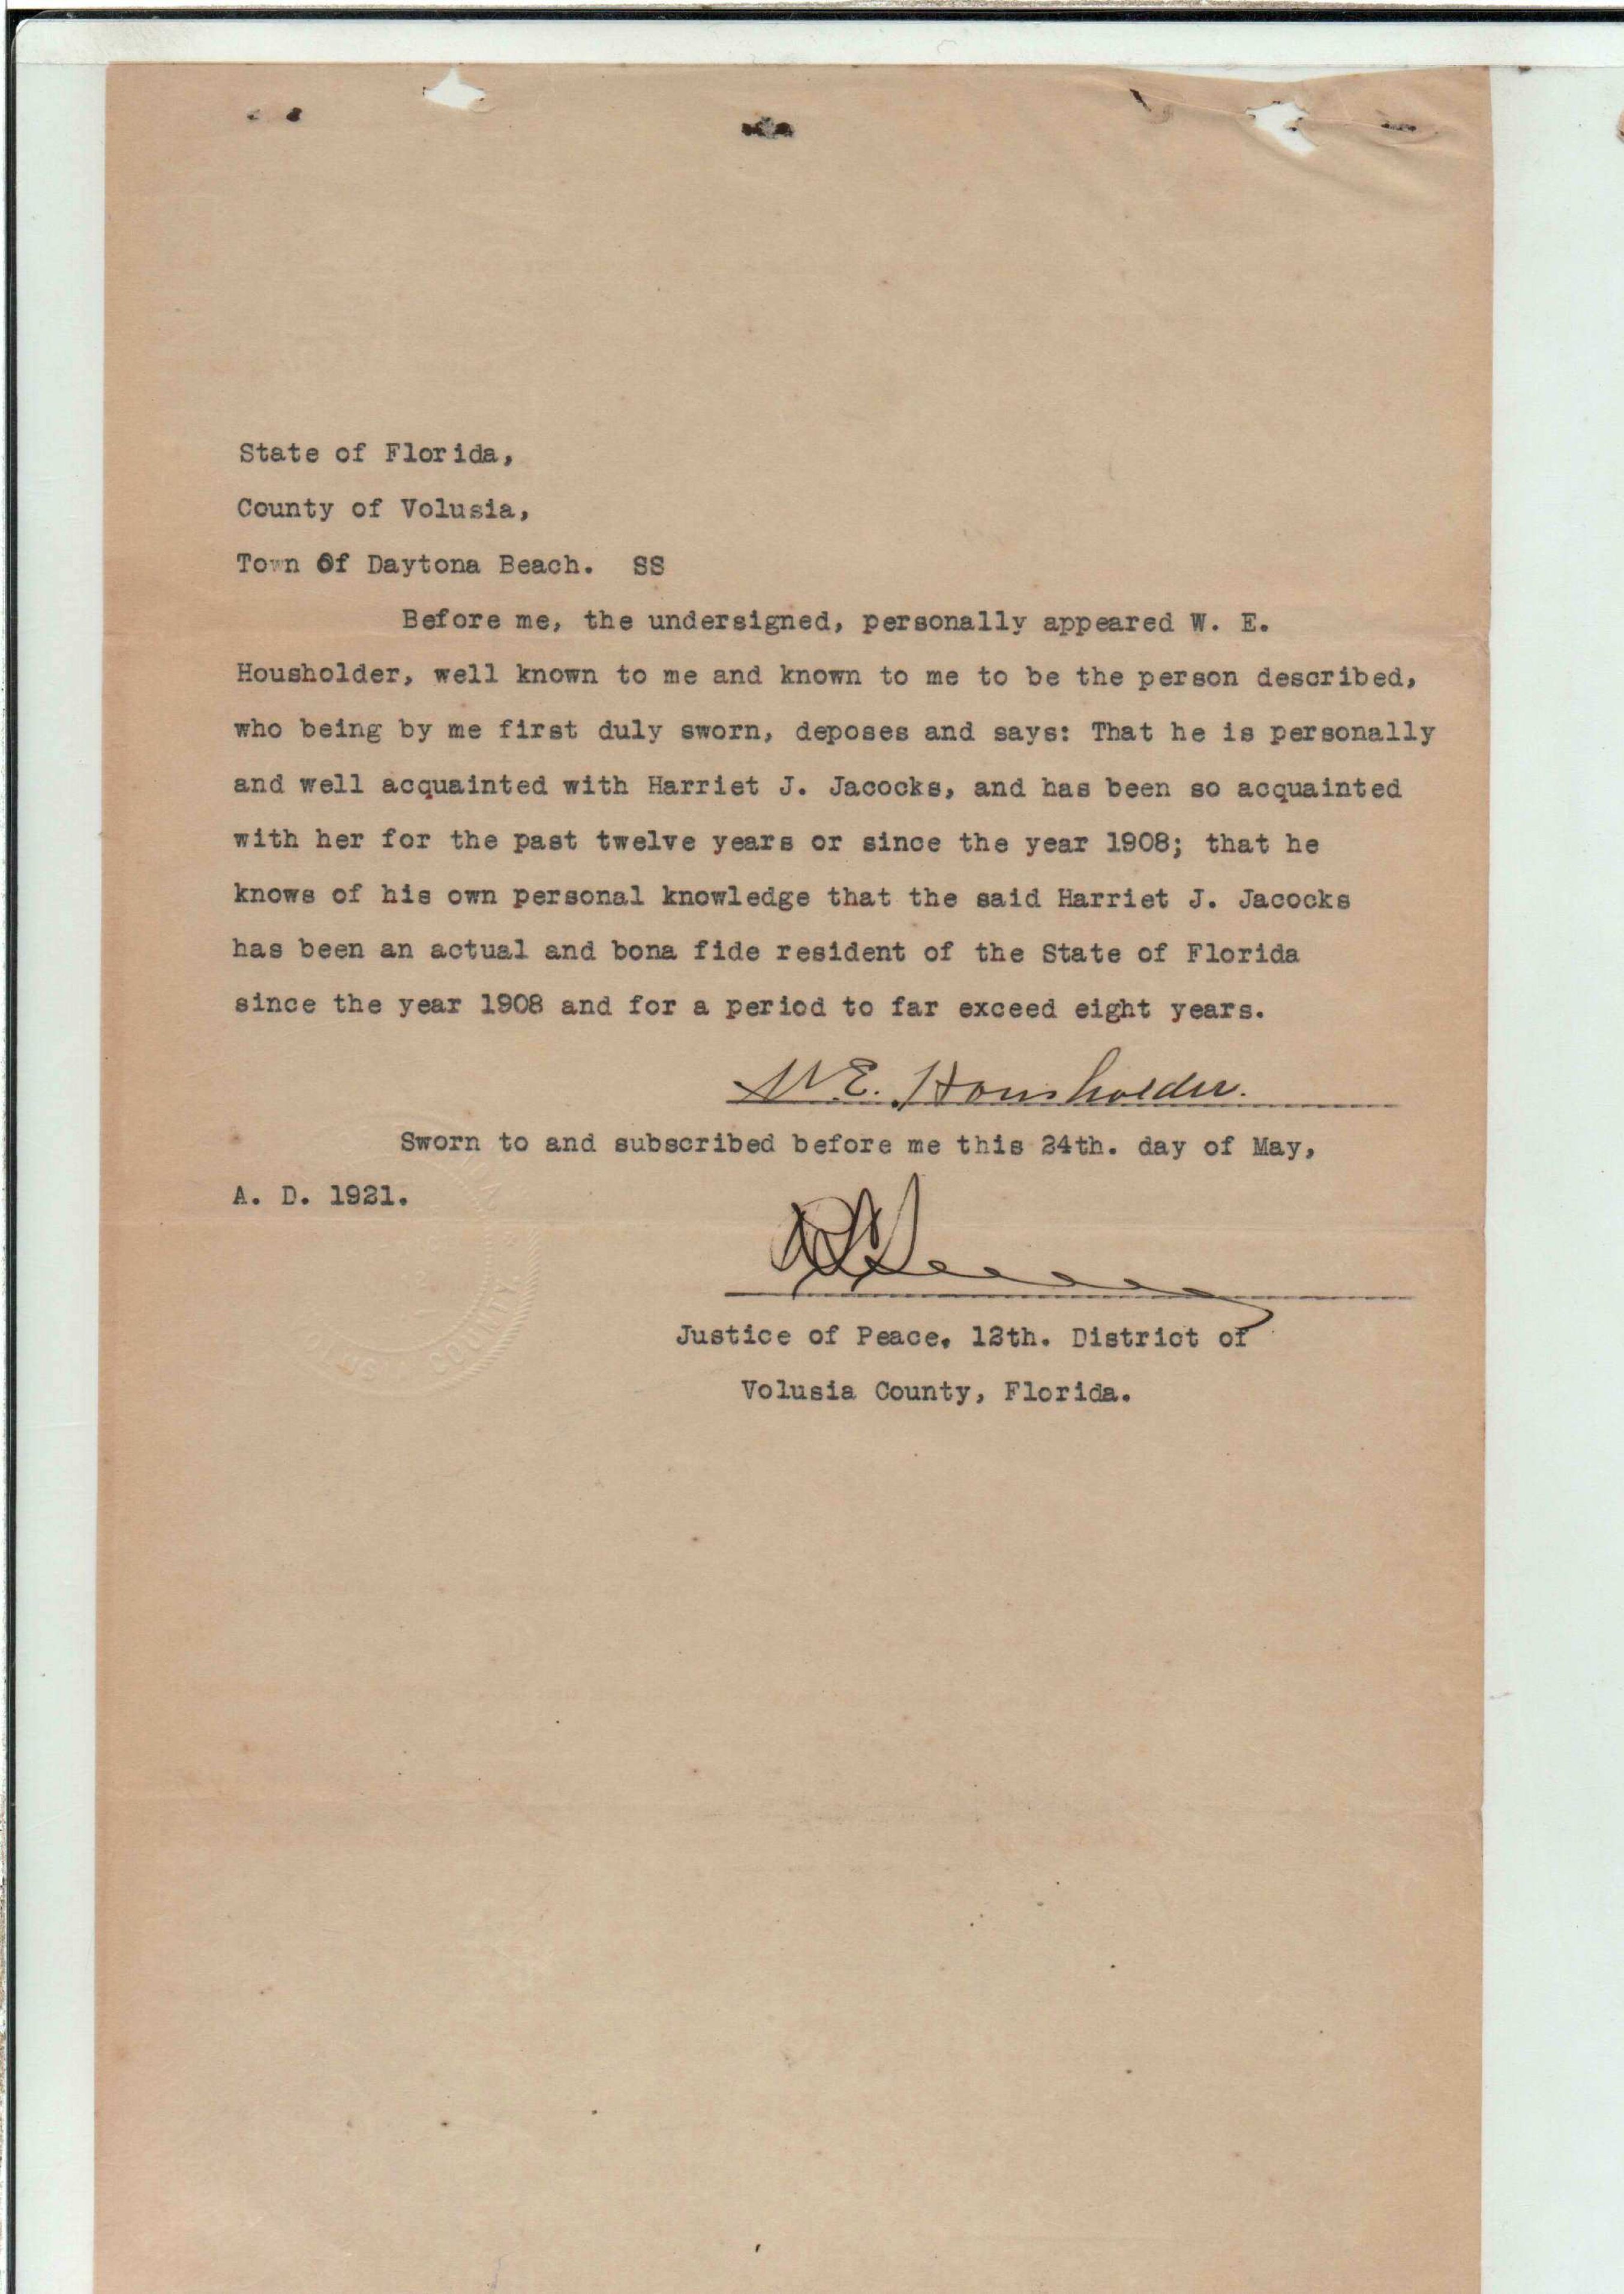 State of Florida,
County of Volusia,
Town Of Daytona Beach. SS
Before me, the undersigned, personally appeared W. E.
Housholder, well known to me and known to me to be the person described,
who being by me first duly sworn, deposes and says: That he is personally
and well acquainted with Harriet J. Jacocks, and has been so acquainted
with her for the past twelve years or since the year 1908; that he
knows of his own personal knowledge that the said Harriet J. Jacocks
has been an actual and bona fide resident of the State of Florida
since the year 1908 and for a period to far exceed eight years.
W E. Housholder.
Sworn to and subscribed before me this 24th. day of May,
A. D. 1921.
12
COUNTY.
Justice of Peace, 12th. District of
Volusia County, Florida.